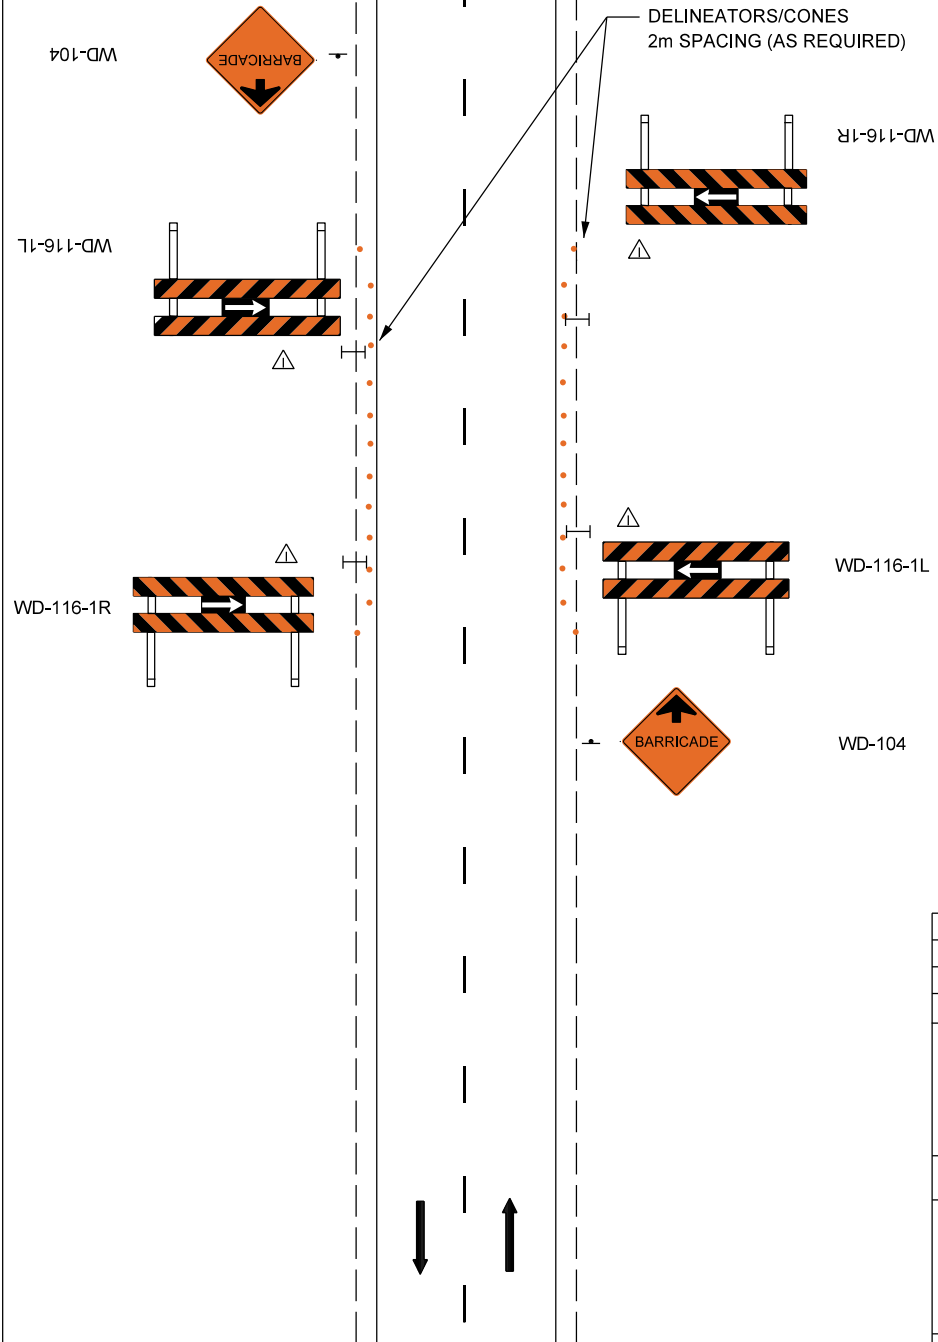 DELINEATORS/CONES
2m SPACING (AS REQUIRED)
WD-104
BARRICADE
WD-116-1R
WD-116-1L
WD-116-1L
WD-116-1R
BARRICADE
WD-104